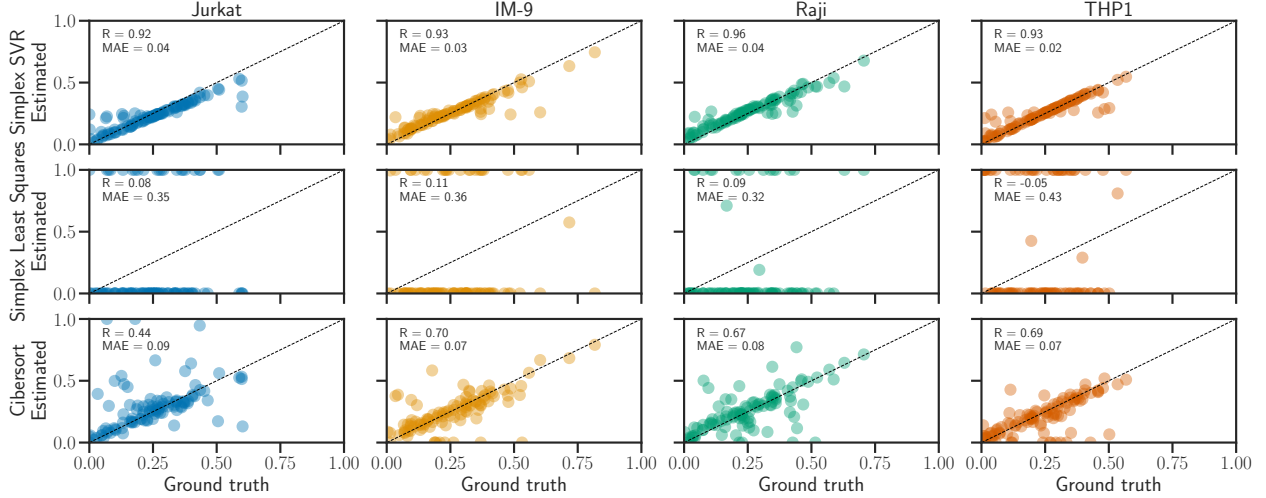 Jurkat IM-9 Raji THP1
Simplex SVR
Estimated
1.0
0.5
0.0
R = 0.92
MAE = 0.04
R = 0.93
MAE = 0.03
R = 0.96
MAE = 0.04
R = 0.93
MAE = 0.02
Simplex Least Squares
Estimated
1.0
0.5
0.0
R = 0.08
MAE = 0.35
R = 0.11
MAE = 0.36
R = 0.09
MAE = 0.32
R = -0.05
MAE = 0.43
Cibersort
Estimated
1.0
0.5
0.0
R = 0.44
MAE = 0.09
R = 0.70
MAE = 0.07
R = 0.67
MAE = 0.08
R = 0.69
MAE = 0.07
0.00 0.25 0.50 0.75 1.00 0.00 0.25 0.50 0.75 1.00 0.00 0.25 0.50 0.75 1.00 0.00 0.25 0.50 0.75 1.00
Ground truth Ground truth Ground truth Ground truth